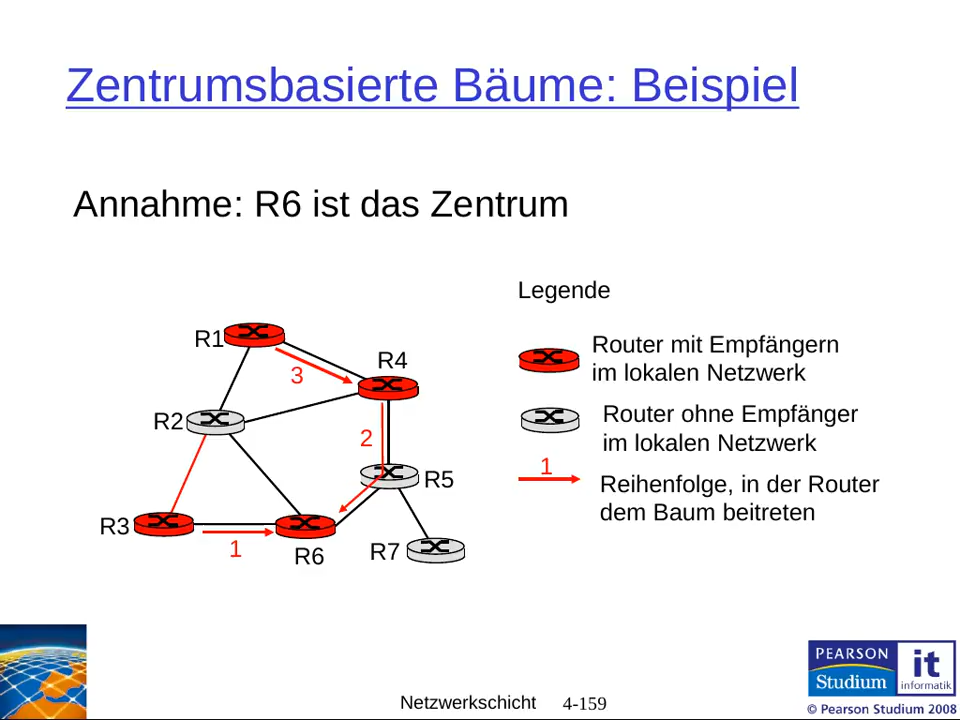 Zentrumsbasierte Bäume: Beispiel
Annahme: R6 ist das Zentrum
Legende
R1
R4
3
R2
2
R5
R3
1
R6
R7
Router mit Empfängern
im lokalen Netzwerk
Router ohne Empfänger
im lokalen Netzwerk
1
Reihenfolge, in der Router
dem Baum beitreten
Netzwerkschicht 4-159
PEARSON
Studium
it
informatik
© Pearson Studium 2008